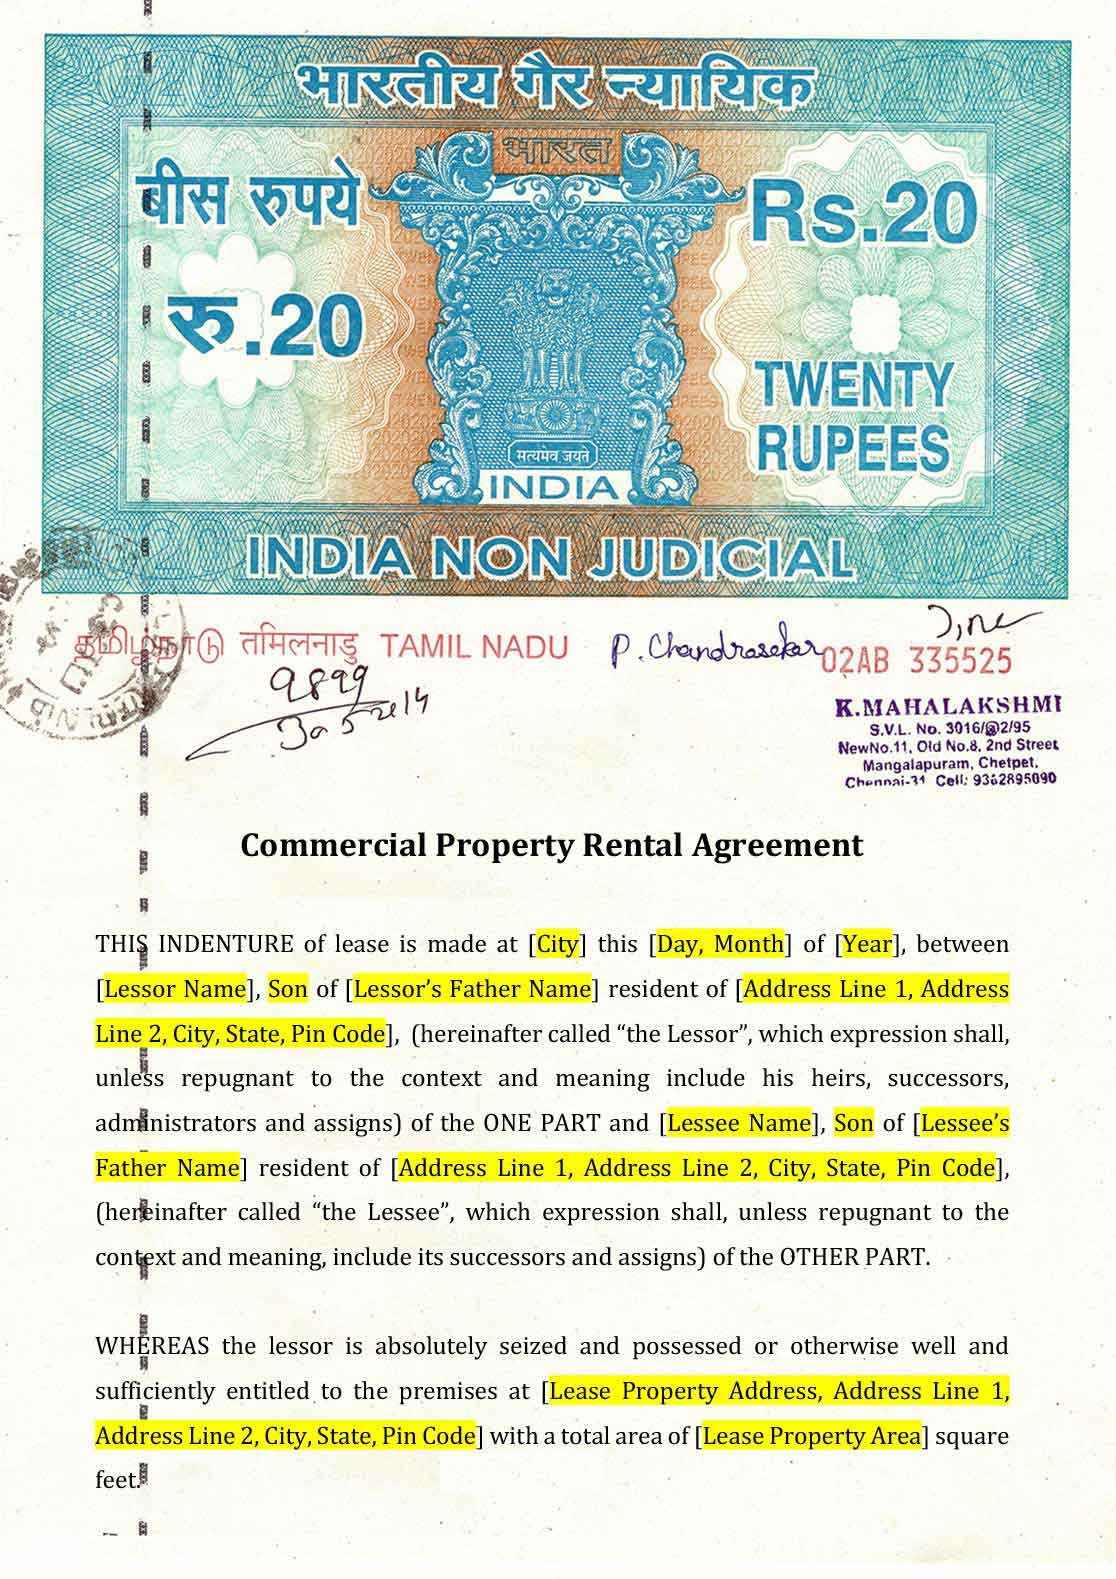 भारतीय गैर न्यायिक
भारत
बीस रुपये
रु.20
Rs.20
TWENTY
RUPEES
सत्यमेव जयते
INDIA
INDIA NON JUDICIAL
தமிழ்நாடு तमिलनाडु TAMIL NADU
P. Chandrasekar
02AB 335525
9899
K.MAHALAKSHMI
S.V.L. No. 3016/@2/95
NewNo.11, Old No.8, 2nd Street
Mangalapuram, Chetpet,
Chennai-31 Cell: 9362895090
Commercial Property Rental Agreement
THIS INDENTURE of lease is made at [City] this [Day, Month] of [Year], between
[Lessor Name], Son of [Lessor’s Father Name] resident of [Address Line 1, Address
Line 2, City, State, Pin Code], (hereinafter called “the Lessor”, which expression shall,
unless repugnant to the context and meaning include his heirs, successors,
administrators and assigns) of the ONE PART and [Lessee Name], Son of [Lessee’s
Father Name] resident of [Address Line 1, Address Line 2, City, State, Pin Code],
(hereinafter called “the Lessee”, which expression shall, unless repugnant to the
context and meaning, include its successors and assigns) of the OTHER PART.
WHEREAS the lessor is absolutely seized and possessed or otherwise well and
sufficiently entitled to the premises at [Lease Property Address, Address Line 1,
Address Line 2, City, State, Pin Code] with a total area of [Lease Property Area] square
feet.